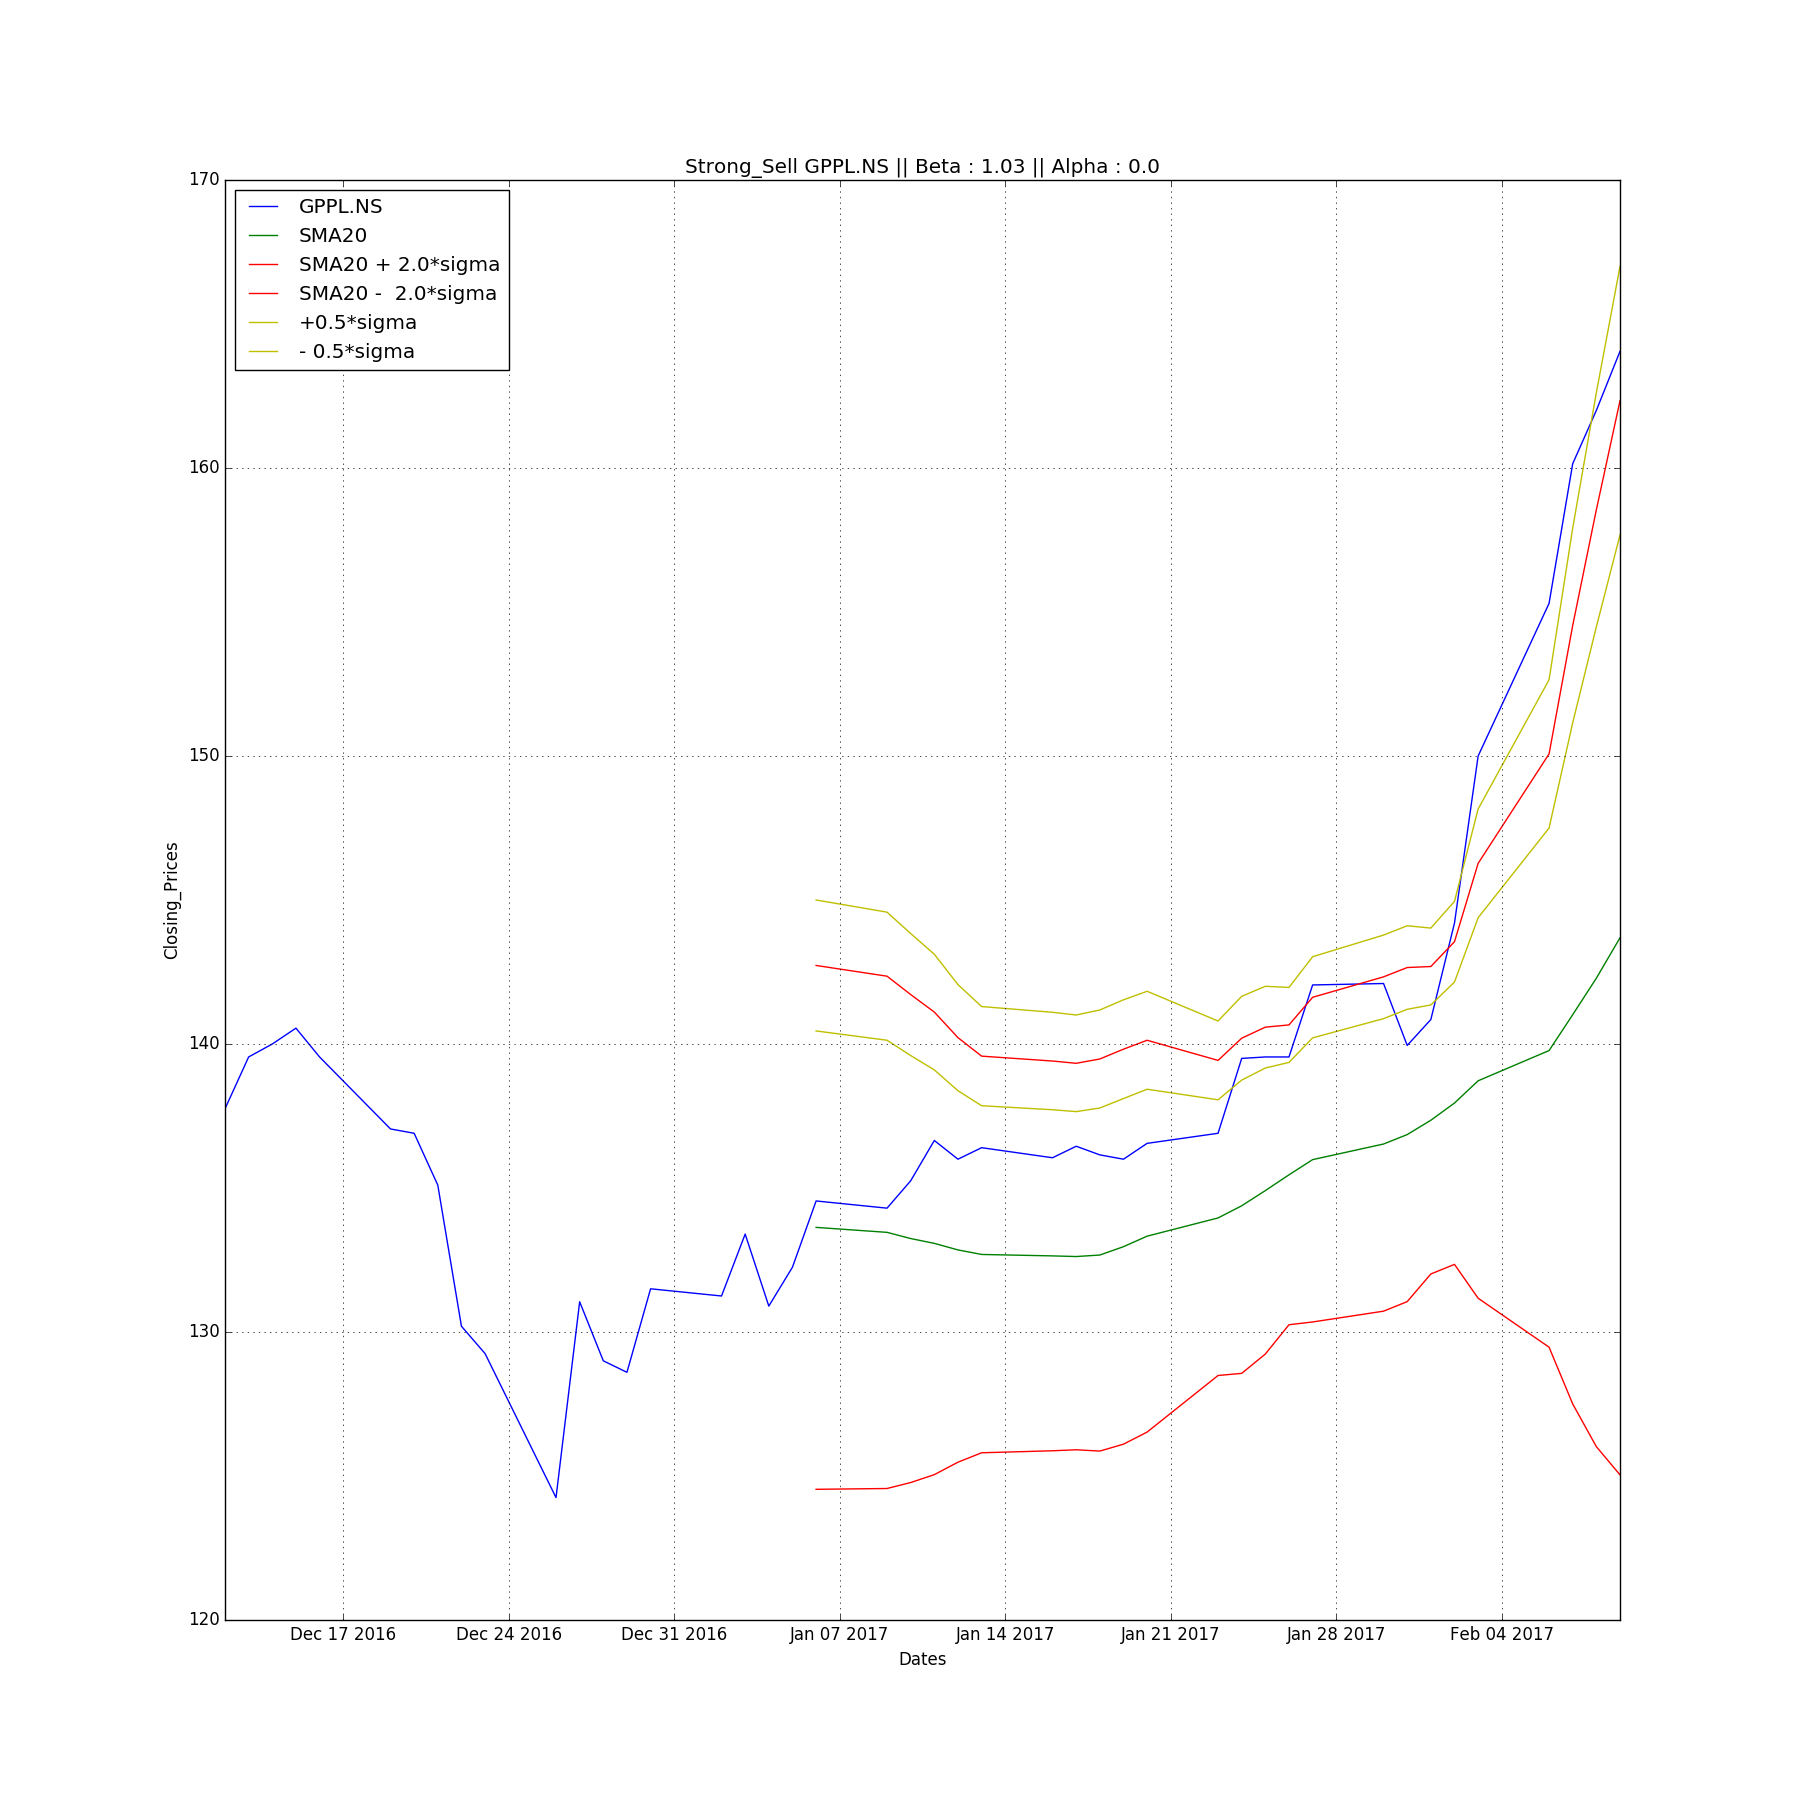 Strong_Sell GPPL.NS || Beta : 1.03 || Alpha : 0.0
170
160
150
140
130
120
GPPL.NS
SMA20
SMA20 + 2.0*sigma
SMA20 -  2.0*sigma
+0.5*sigma
- 0.5*sigma
Closing_Prices
Dec 17 2016
Dec 24 2016
Dec 31 2016
Jan 07 2017
Jan 14 2017
Jan 21 2017
Jan 28 2017
Feb 04 2017
Dates